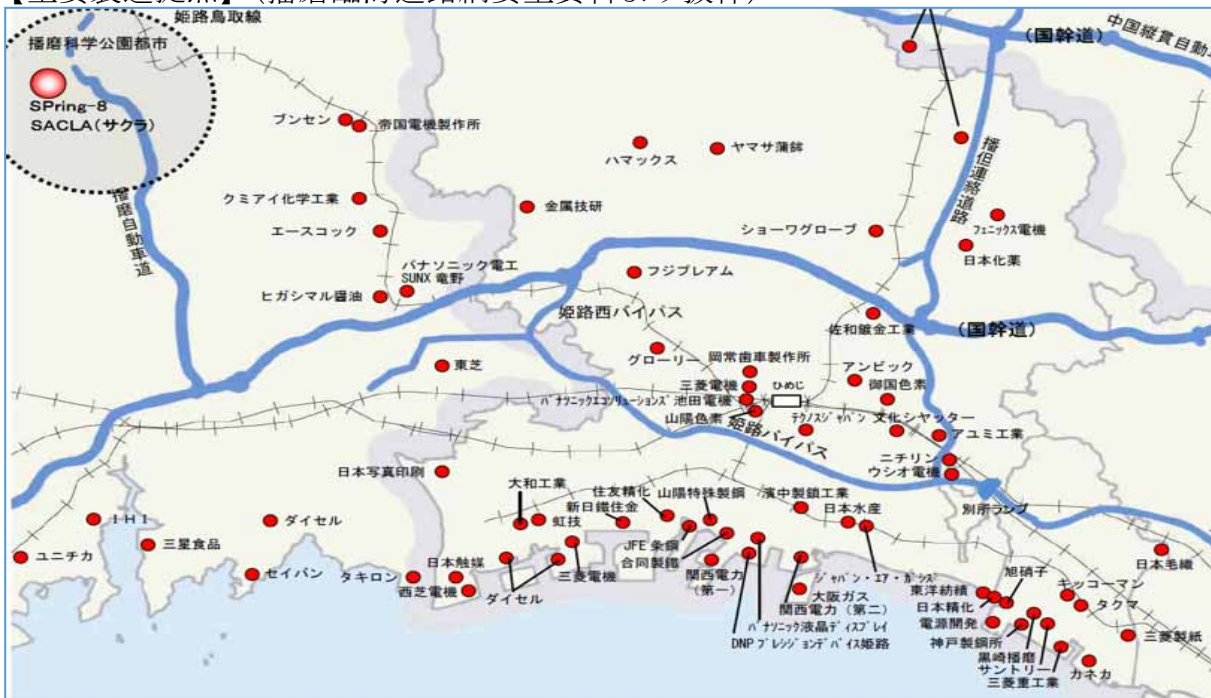 姫路鳥取線
播磨科学公園都市
(国幹道)
中国縦貫自動
SPring-8
SACLA(サクラ)
ブンセン
帝国電機製作所
ハマックス
ヤマサ蒲鉾
播但連絡道路
播磨自動車道
クミアイ化学工業
金属技研
エースコック
ショーワグローブ
フェニックス電機
日本化薬
パナソニック電工
SUNX 竜野
フジプレアム
ヒガシマル醤油
姫路西バイパス
佐和鍍金工業
(国幹道)
グローリー
岡常歯車製作所
アンビック
東芝
三菱電機
ひめじ
御国色素
パナソニックエコソリューションズ池田電機
山陽色素
テクノスジャパン
文化シヤッター
姫路バイパス
アユミ工業
日本写真印刷
ニチリン
ウシオ電機
大和工業
住友精化
山陽特殊製鋼
濱中製鎖工業
別所ランプ
IHI
ダイセル
虹技
新日鐵住金
日本水産
ユニチカ
三星食品
JFE条鋼
合同製鐵
日本毛織
セイバン
タキロン
日本触媒
三菱電機
関西電力
(第一)
ジャパン・エア・ガシズ
旭硝子
キッコーマン
西芝電機
ダイセル
大阪ガス
東洋紡績
日本精化
タクマ
関西電力(第二)
電源開発
パナソニック液晶ディスプレイ
神戸製鋼所
三菱製紙
DNPプレシジョンデバイス姫路
黒崎播磨
サントリー
三菱重工業
カネカ